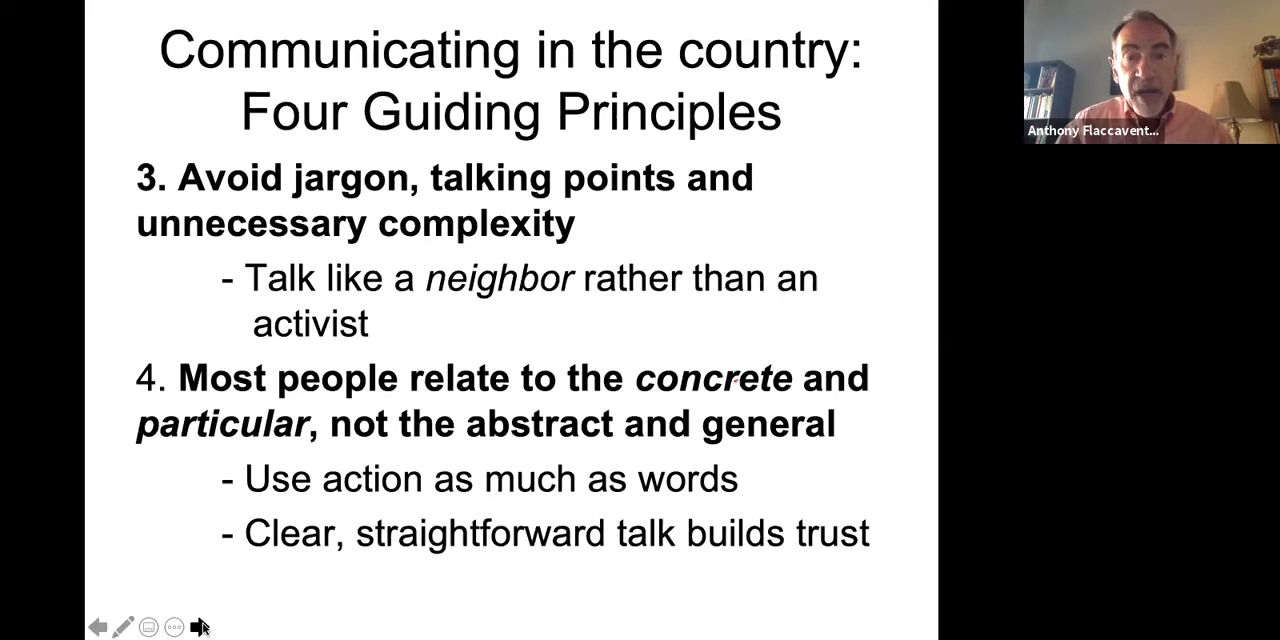 Communicating in the country:
Four Guiding Principles
3. Avoid jargon, talking points and
unnecessary complexity
- Talk like a neighbor rather than an
activist
4. Most people relate to the concrete and
particular, not the abstract and general
- Use action as much as words
- Clear, straightforward talk builds trust
Anthony Flaccavent...